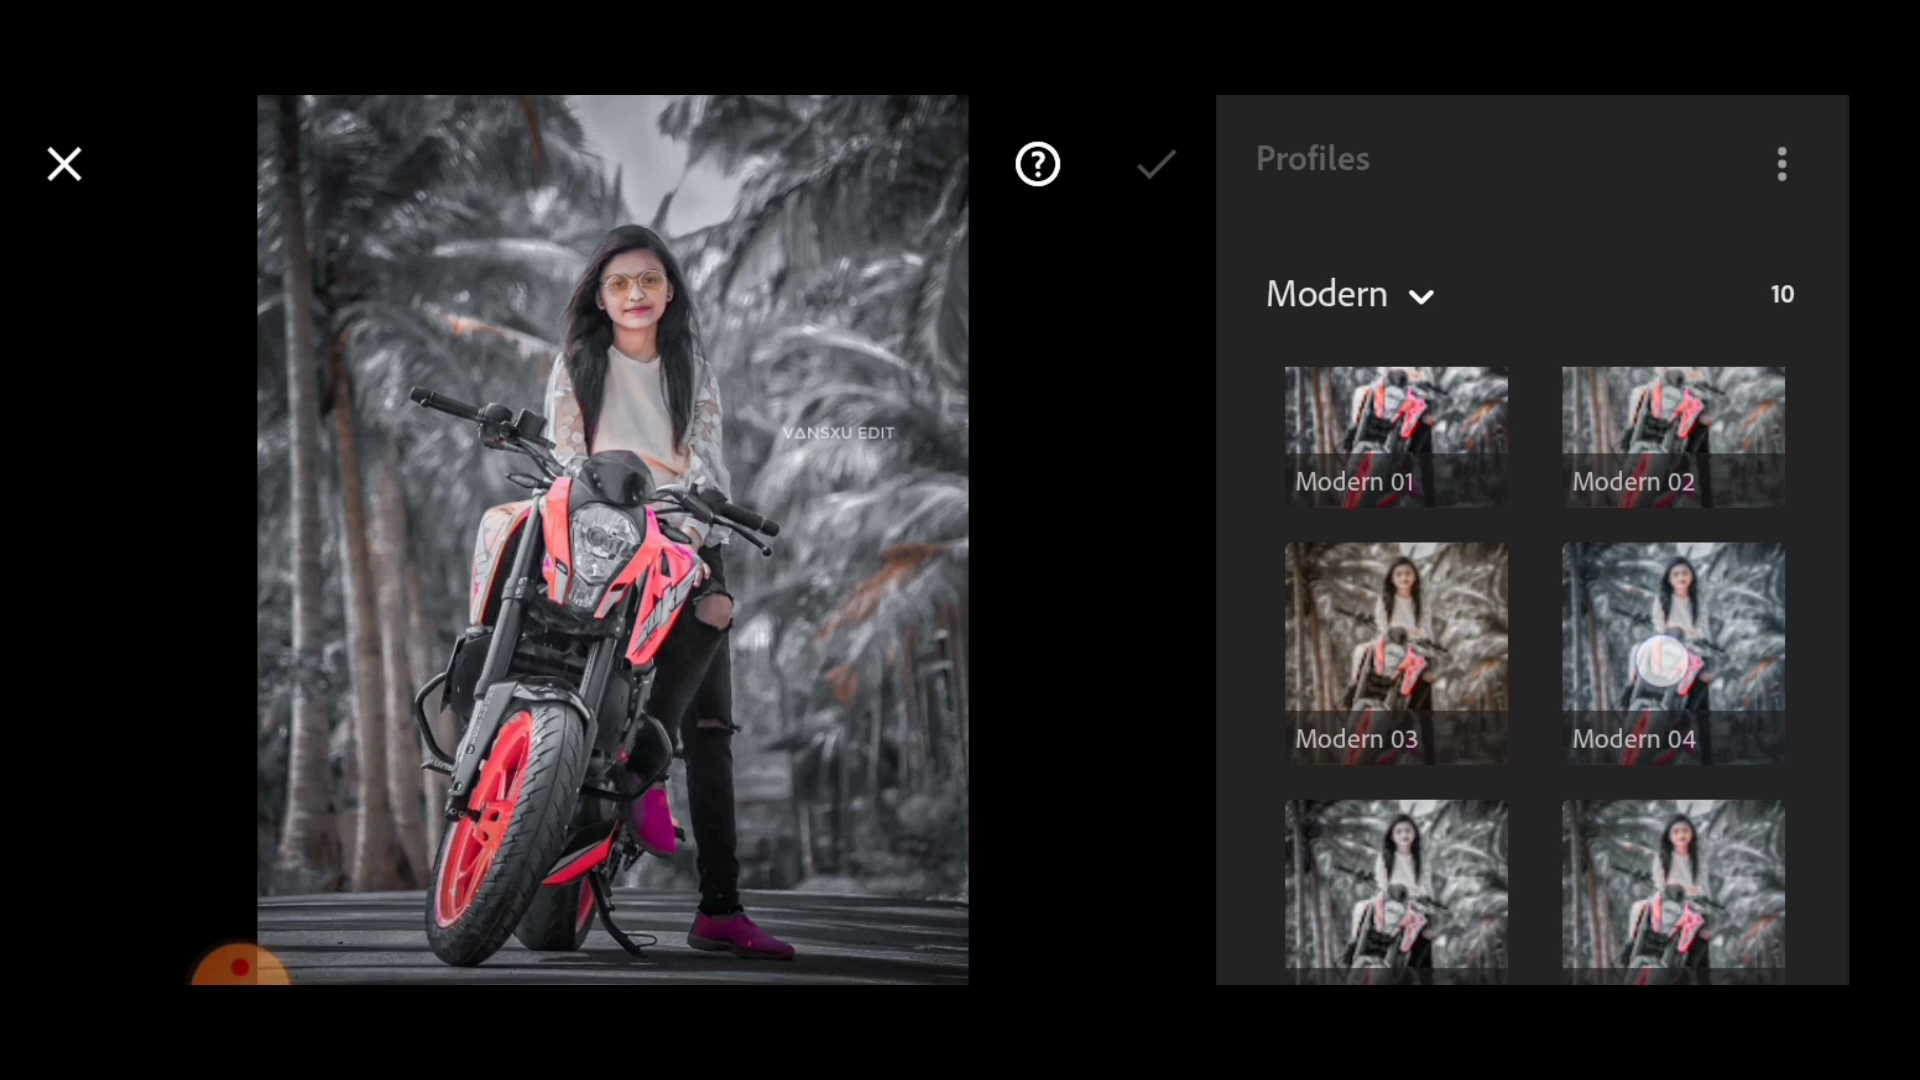 Profiles
Modern
10
VANSXU EDIT
Modern 01
Modern 02
Modern 03
Modern 04